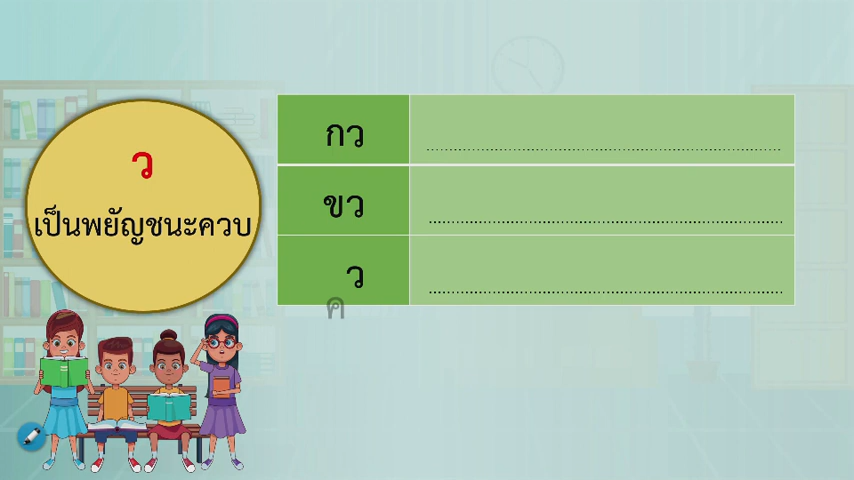 ว
เป็นพยัญชนะควบ
กว
ขว
ว
ค